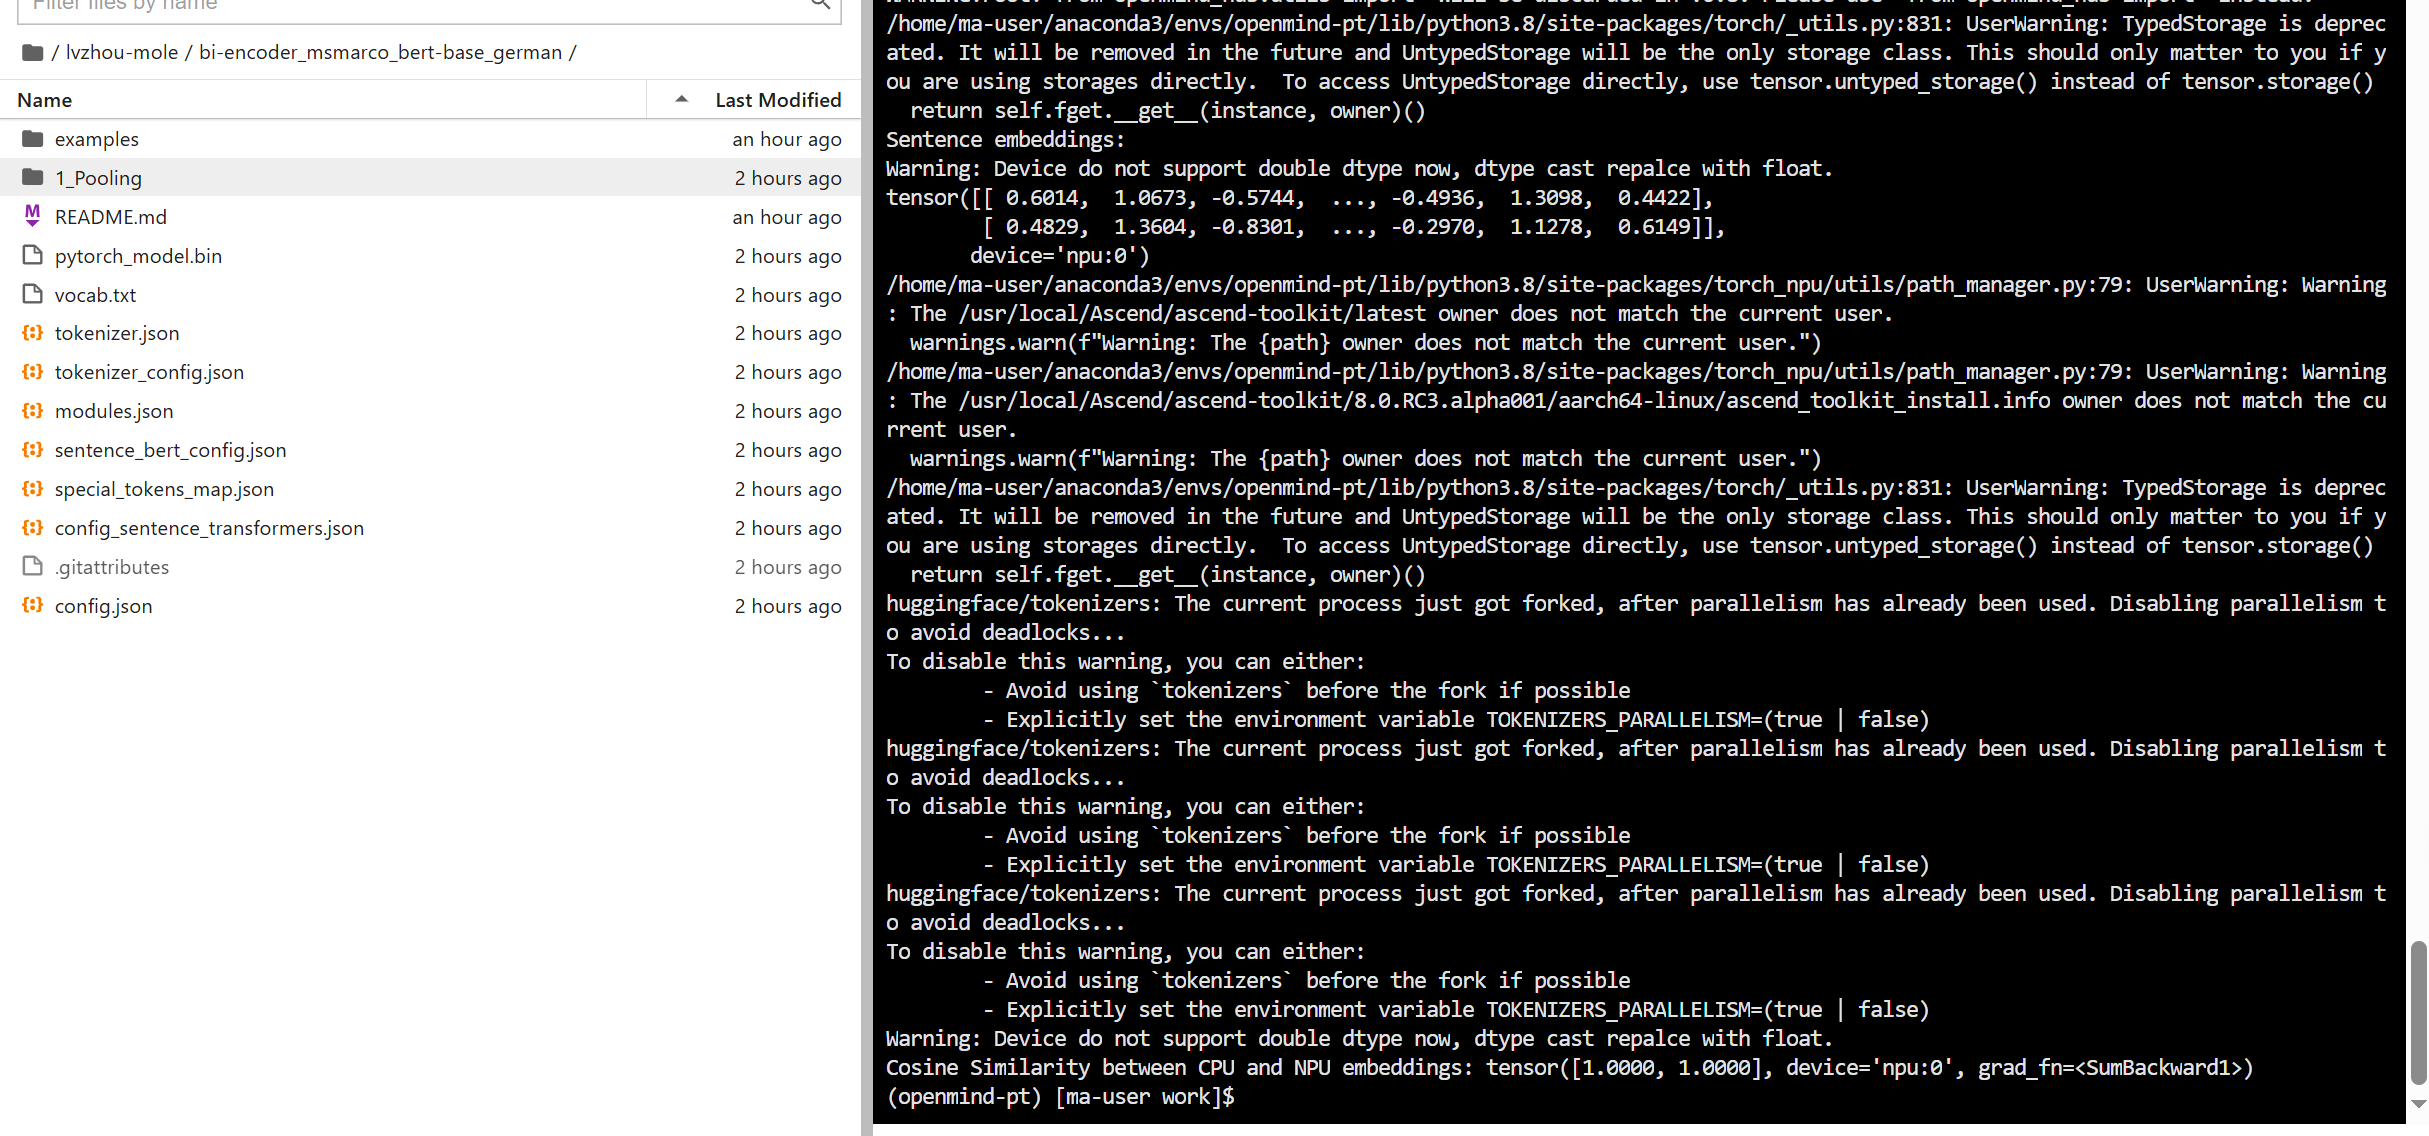 Filter files by name
/ lvzhou-mole / bi-encoder_msmarco_bert-base_german /
Name Last Modified
examples an hour ago
1_Pooling 2 hours ago
README.md an hour ago
pytorch_model.bin 2 hours ago
vocab.txt 2 hours ago
tokenizer.json 2 hours ago
tokenizer_config.json 2 hours ago
modules.json 2 hours ago
sentence_bert_config.json 2 hours ago
special_tokens_map.json 2 hours ago
config_sentence_transformers.json 2 hours ago
.gitattributes 2 hours ago
config.json 2 hours ago
/home/ma-user/anaconda3/envs/openmind-pt/lib/python3.8/site-packages/torch/_utils.py:831: UserWarning: TypedStorage is deprec
ated. It will be removed in the future and UntypedStorage will be the only storage class. This should only matter to you if y
ou are using storages directly.  To access UntypedStorage directly, use tensor.untyped_storage() instead of tensor.storage()
  return self.fget.__get__(instance, owner)()
Sentence embeddings:
Warning: Device do not support double dtype now, dtype cast repalce with float.
tensor([[ 0.6014,  1.0673, -0.5744,  ..., -0.4936,  1.3098,  0.4422],
        [ 0.4829,  1.3604, -0.8301,  ..., -0.2970,  1.1278,  0.6149]],
       device='npu:0')
/home/ma-user/anaconda3/envs/openmind-pt/lib/python3.8/site-packages/torch_npu/utils/path_manager.py:79: UserWarning: Warning
: The /usr/local/Ascend/ascend-toolkit/latest owner does not match the current user.
  warnings.warn(f"Warning: The {path} owner does not match the current user.")
/home/ma-user/anaconda3/envs/openmind-pt/lib/python3.8/site-packages/torch_npu/utils/path_manager.py:79: UserWarning: Warning
: The /usr/local/Ascend/ascend-toolkit/8.0.RC3.alpha001/aarch64-linux/ascend_toolkit_install.info owner does not match the cu
rrent user.
  warnings.warn(f"Warning: The {path} owner does not match the current user.")
/home/ma-user/anaconda3/envs/openmind-pt/lib/python3.8/site-packages/torch/_utils.py:831: UserWarning: TypedStorage is deprec
ated. It will be removed in the future and UntypedStorage will be the only storage class. This should only matter to you if y
ou are using storages directly.  To access UntypedStorage directly, use tensor.untyped_storage() instead of tensor.storage()
  return self.fget.__get__(instance, owner)()
huggingface/tokenizers: The current process just got forked, after parallelism has already been used. Disabling parallelism t
o avoid deadlocks...
To disable this warning, you can either:
        - Avoid using `tokenizers` before the fork if possible
        - Explicitly set the environment variable TOKENIZERS_PARALLELISM=(true | false)
huggingface/tokenizers: The current process just got forked, after parallelism has already been used. Disabling parallelism t
o avoid deadlocks...
To disable this warning, you can either:
        - Avoid using `tokenizers` before the fork if possible
        - Explicitly set the environment variable TOKENIZERS_PARALLELISM=(true | false)
huggingface/tokenizers: The current process just got forked, after parallelism has already been used. Disabling parallelism t
o avoid deadlocks...
To disable this warning, you can either:
        - Avoid using `tokenizers` before the fork if possible
        - Explicitly set the environment variable TOKENIZERS_PARALLELISM=(true | false)
Warning: Device do not support double dtype now, dtype cast repalce with float.
Cosine Similarity between CPU and NPU embeddings: tensor([1.0000, 1.0000], device='npu:0', grad_fn=<SumBackward1>)
(openmind-pt) [ma-user work]$